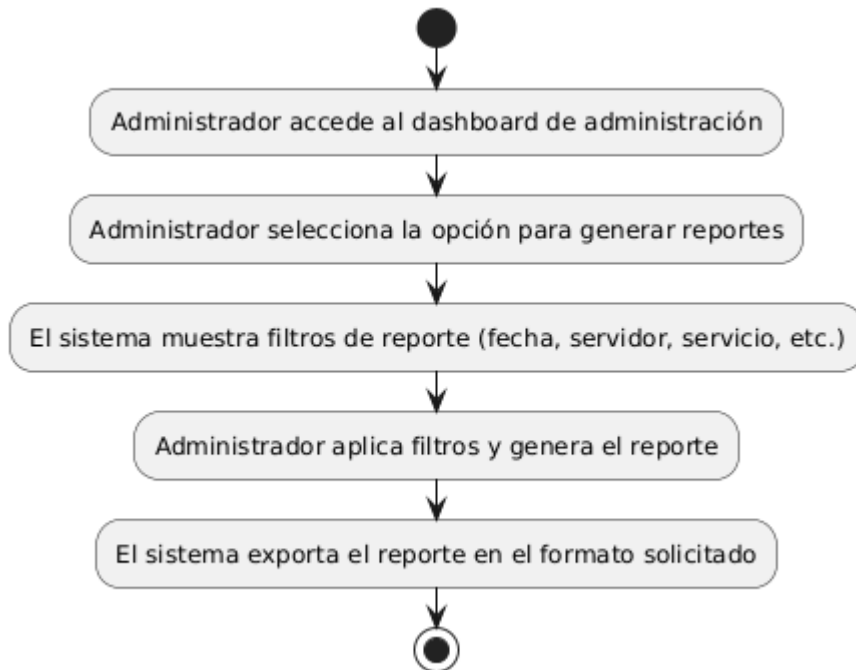 Administrador accede al dashboard de administración
Administrador selecciona la opción para generar reportes
El sistema muestra filtros de reporte (fecha, servidor, servicio, etc.)
Administrador aplica filtros y genera el reporte
El sistema exporta el reporte en el formato solicitado